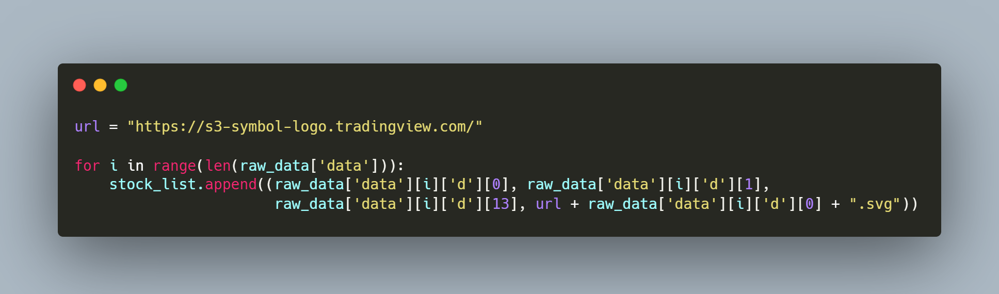 url = "https://s3-symbol-logo.tradingview.com/"
for i in range(len(raw_data['data'])):
    stock_list.append((raw_data['data'][i]['d'][0], raw_data['data'][i]['d'][1],
                       raw_data['data'][i]['d'][13], url + raw_data['data'][i]['d'][0] + ".svg"))